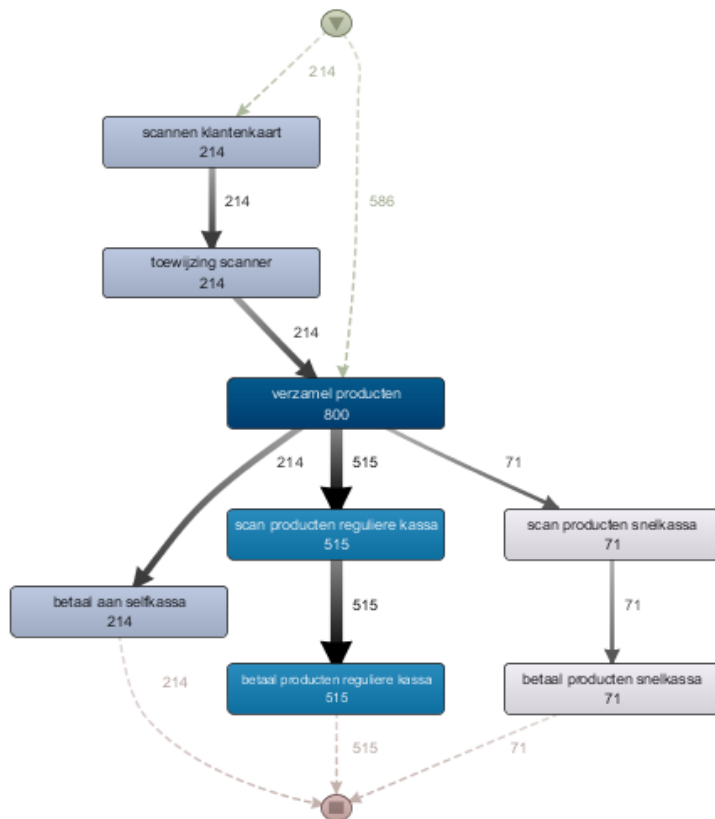 214
scannen klantenkaart
214
214
586
toewijzing scanner
214
214
verzamel producten
800
214
515
71
scan producten reguliere kassa
515
scan producten snelkassa
71
betaal aan selfkassa
214
515
71
betaal producten reguliere kassa
515
betaal producten snelkassa
71
214
515
71